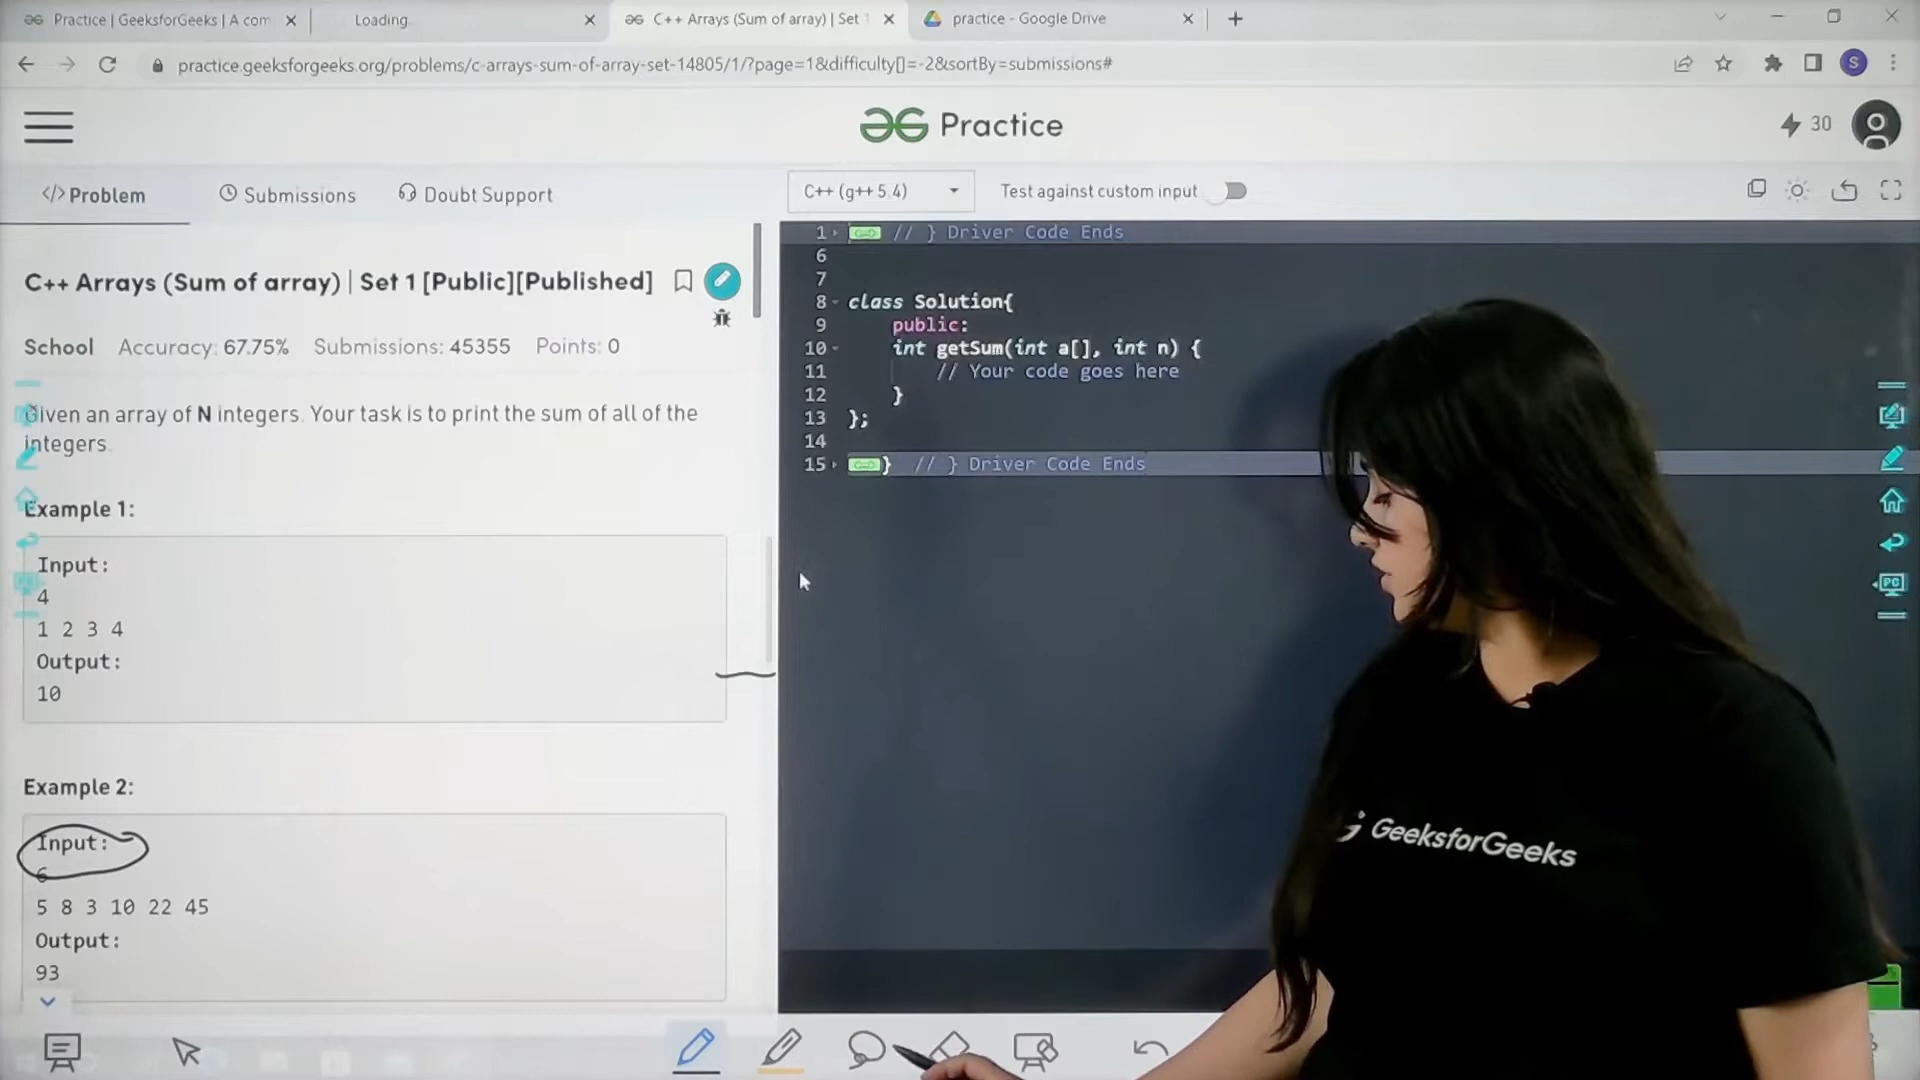 Practice | GeeksforGeeks | A com
Loading
C++ Arrays (Sum of array) | Set 1
practice - Google Drive
practice.geeksforgeeks.org/problems/c-arrays-sum-of-array-set-14805/1/?page=1&difficulty[]=-2&sortBy=submissions#
S
Practice
30
</> Problem
Submissions
Doubt Support
C++ (g++ 5.4)
Test against custom input
C++ Arrays (Sum of array) | Set 1 [Public][Published]
School Accuracy: 67.75% Submissions: 45355 Points: 0
Given an array of N integers. Your task is to print the sum of all of the
integers.
Example 1:
Input:
4
1 2 3 4
Output:
10
Example 2:
Input:
6
5 8 3 10 22 45
Output:
93
1 // } Driver Code Ends
6
7
8 class Solution{
9 public:
10 int getSum(int a[], int n) {
11 // Your code goes here
12 }
13 };
14
15 } // } Driver Code Ends
PC
GeeksforGeeks